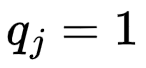 $q_j = 1$